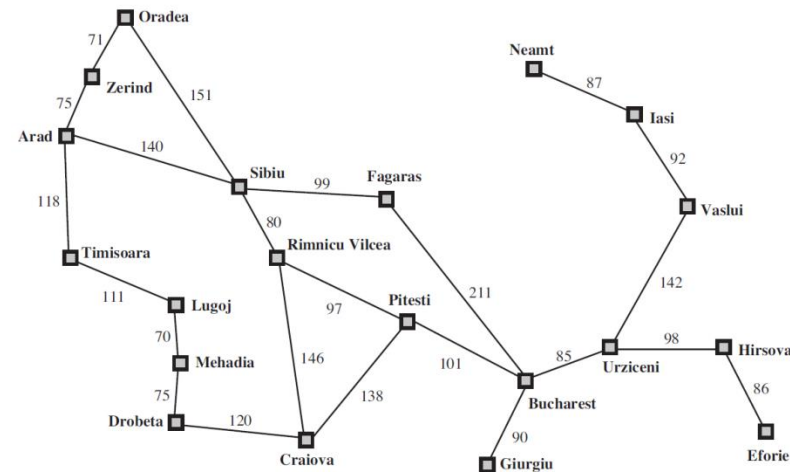 Oradea
71
Neamt
87
Zerind
151
75
Iasi
Arad
140
92
Sibiu
Fagaras
99
118
Vaslui
80
Timisoara
Rimnicu Vilcea
142
111
211
Lugoj
97
Pitesti
70
98
Hirsova
146
85
Mehadia
101
Urziceni
138
86
75
Bucharest
120
Drobeta
90
Eforie
Craiova
Giurgiu